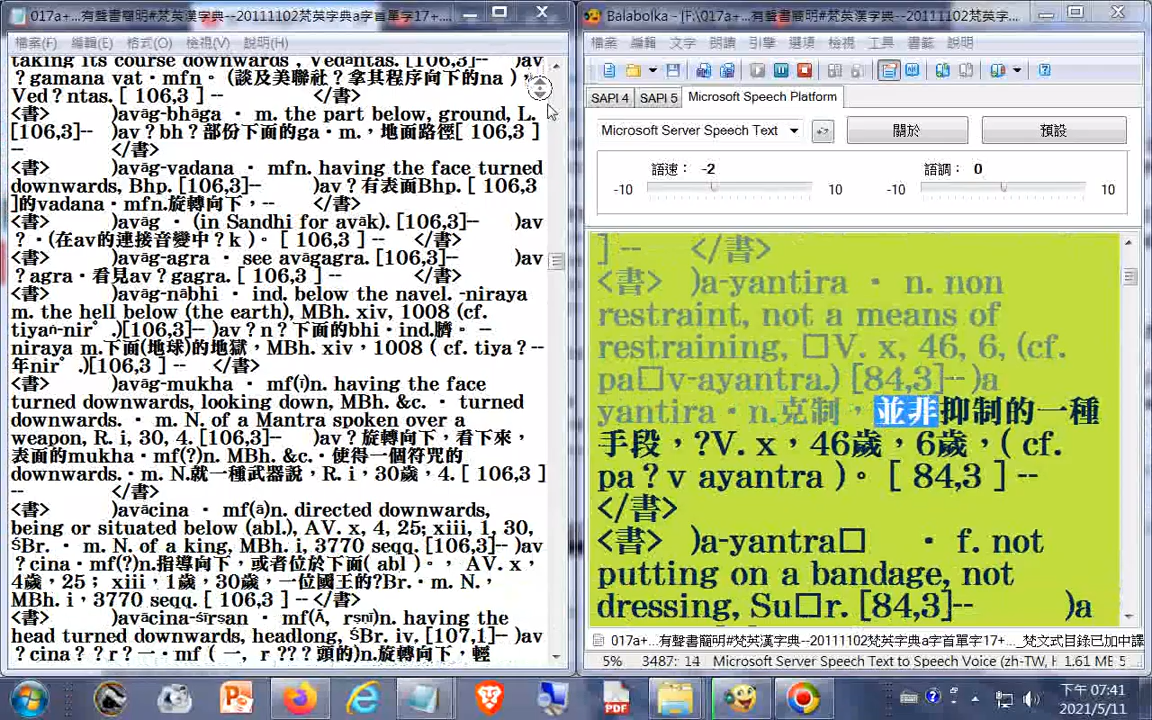 017a+...有聲書簡明#梵英漢字典--20111102梵英字典a字首單字17+...
檔案(F) 編輯(E) 格式(O) 檢視(V) 說明(H)
taking its course downwards , Vedāntas. [106,3]-- )av
? gamana vat‧mfn。(談及美聯社?拿其程序向下的na )，
Ved?ntas. [ 106,3 ] -- </書>
<書> )avāg-bhāga ‧ m. the part below, ground, L.
[106,3]-- )av?bh?部份下面的ga‧m.，地面路徑[ 106,3 ]
-- </書>
<書> )avāg-vadana ‧ mfn. having the face turned
downwards, Bhp. [106,3]-- )av?有表面Bhp. [ 106,3
]的vadana‧mfn.旋轉向下， </書>
<書> )avāg ‧ (in Sandhi for avāk). [106,3]-- )av
?‧(在av的連接音變中?k )。[ 106,3 ] -- </書>
<書> )avāg-agra ‧ see avāgagra. [106,3]-- )av
?agra‧看見av?gagra. [ 106,3 ] </書>
<書> )avāg-nābhi ‧ ind. below the navel. -niraya
m. the hell below (the earth), MBh. xiv, 1008 (cf.
tiyaṅ-nir゜.)[106,3]-- )av?n?下面的bhi‧ind.臍。 --
niraya m.下面(地球)的地獄，MBh. xiv，1008 ( cf. tiya?--
年nir゜.)[106,3 ] -- </書>
<書> )avāg-mukha ‧ mf(ī)n. having the face
turned downwards, looking down, MBh. &c. ‧ turned
downwards. ‧ m. N. of a Mantra spoken over a
weapon, R. i, 30, 4. [106,3]-- )av?旋轉向下，看下來，
表面的mukha‧mf(?)n. MBh. &c.‧使得一個符咒的
downwards.‧m. N.就一種武器說，R. i，30歲，4. [ 106,3 ]
-- </書>
<書> )avācina ‧ mf(ā)n. directed downwards,
being or situated below (abl.), AV. x, 4, 25; xiii, 1, 30,
ŚBr. ‧ m. N. of a king, MBh. i, 3770 seqq. [106,3]-- )av
?cina‧mf(?)n.指導向下，或者位於下面( abl )。， AV. x，
4歲，25； xiii，1歲，30歲，一位國王的?Br.‧m. N.，
MBh. i，3770 seqq. [ 106,3 ] -- </書>
<書> )avācina-śīrṣan ‧ mf(Ā, rṣṇī)n. having the
head turned downwards, headlong, ŚBr. iv. [107,1]-- )av
?cina??r?一‧mf ( 一, r ???頭的)n.旋轉向下，輕
Balabolka - [F:\017a+...有聲書簡明#梵英漢字典--20111102梵英字...
檔案 編輯 文字 朗讀 引擎 選項 檢視 工具 書籤 說明
SAPI 4 SAPI 5 Microsoft Speech Platform
Microsoft Server Speech Text 關於 預設
語速： -2 語調： 0
-10 10 -10 10
] -- </書>
<書> )a-yantira ‧ n. non
restraint, not a means of
restraining, □V. x, 46, 6, (cf.
pa□v-ayantra.) [84,3]-- )a
yantira‧n.克制，並非抑制的一種
手段，?V. x，46歲，6歲，( cf.
pa?v ayantra )。[ 84,3 ] --
</書>
<書> )a-yantra□ ‧ f. not
putting on a bandage, not
dressing, Su□r. [84,3]-- )a
017a+...有聲書簡明#梵英漢字典--20111102梵英字典a字首單字17+..._梵文式目錄已加中譯
5% 3487: 14 Microsoft Server Speech Text to Speech Voice (zh-TW, H 1.61 MB 5
下午 07:41
2021/5/11